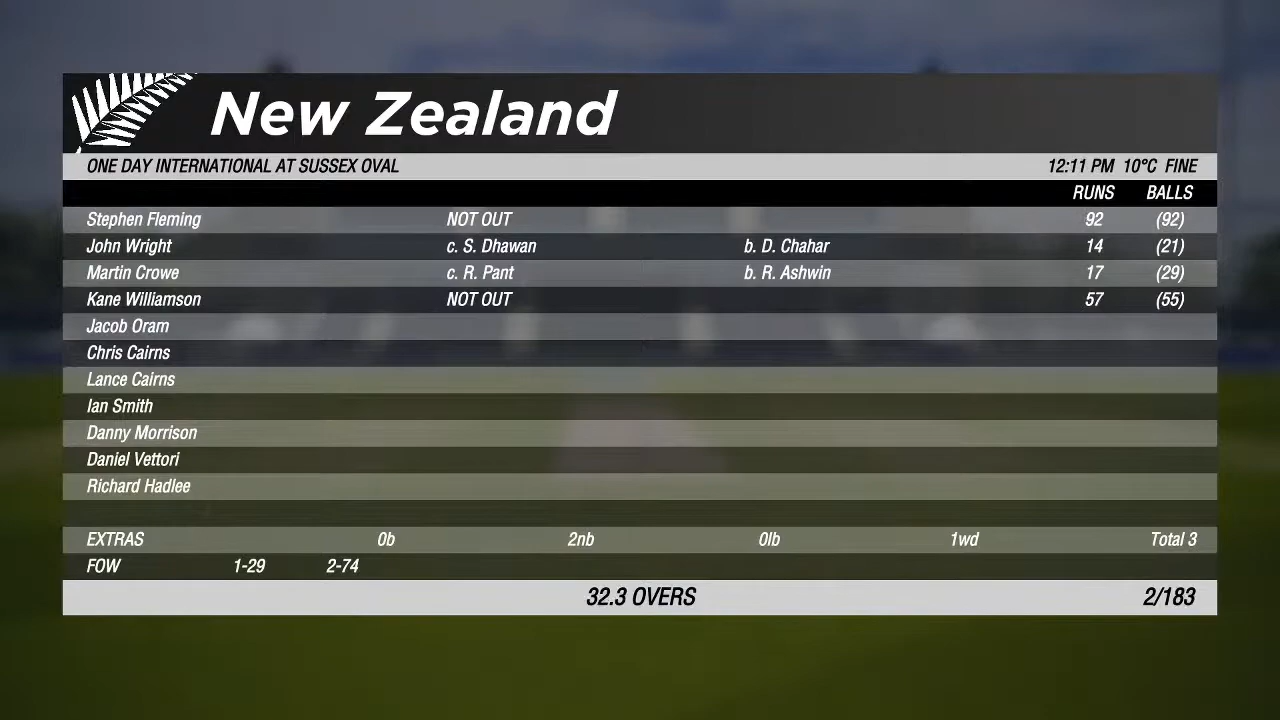 New Zealand
ONE DAY INTERNATIONAL AT SUSSEX OVAL 12:11 PM 10°C FINE
RUNS BALLS
Stephen Fleming NOT OUT 92 (92)
John Wright c. S. Dhawan b. D. Chahar 14 (21)
Martin Crowe c. R. Pant b. R. Ashwin 17 (29)
Kane Williamson NOT OUT 57 (55)
Jacob Oram
Chris Cairns
Lance Cairns
Ian Smith
Danny Morrison
Daniel Vettori
Richard Hadlee
EXTRAS 0b 2nb 0lb 1wd Total 3
FOW 1-29 2-74
32.3 OVERS 2/183